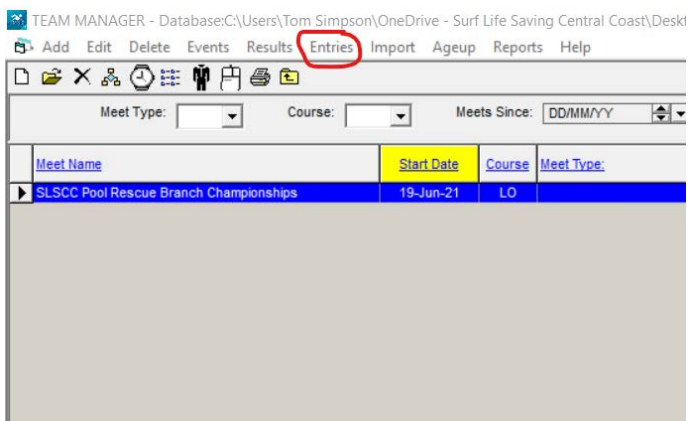 TEAM MANAGER - Database:C:\Users\Tom Simpson\OneDrive - Surf Life Saving Central Coast\Deskt
Add Edit Delete Events Results Entries Import Ageup Reports Help
Meet Type: Course: Meets Since: DD/MM/YY
Meet Name Start Date Course Meet Type:
SLSCC Pool Rescue Branch Championships 19-Jun-21 LO